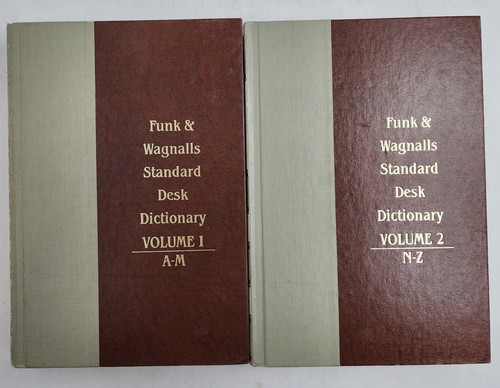 Funk &
Wagnalls
Standard
Desk
Dictionary
VOLUME 1
A-M
Funk &
Wagnalls
Standard
Desk
Dictionary
VOLUME 2
N-Z